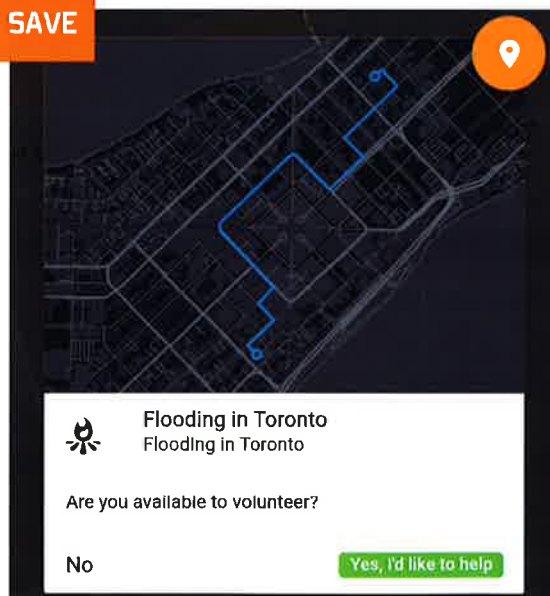 SAVE
Flooding in Toronto
Flooding in Toronto
Are you available to volunteer?
No
Yes, I'd like to help